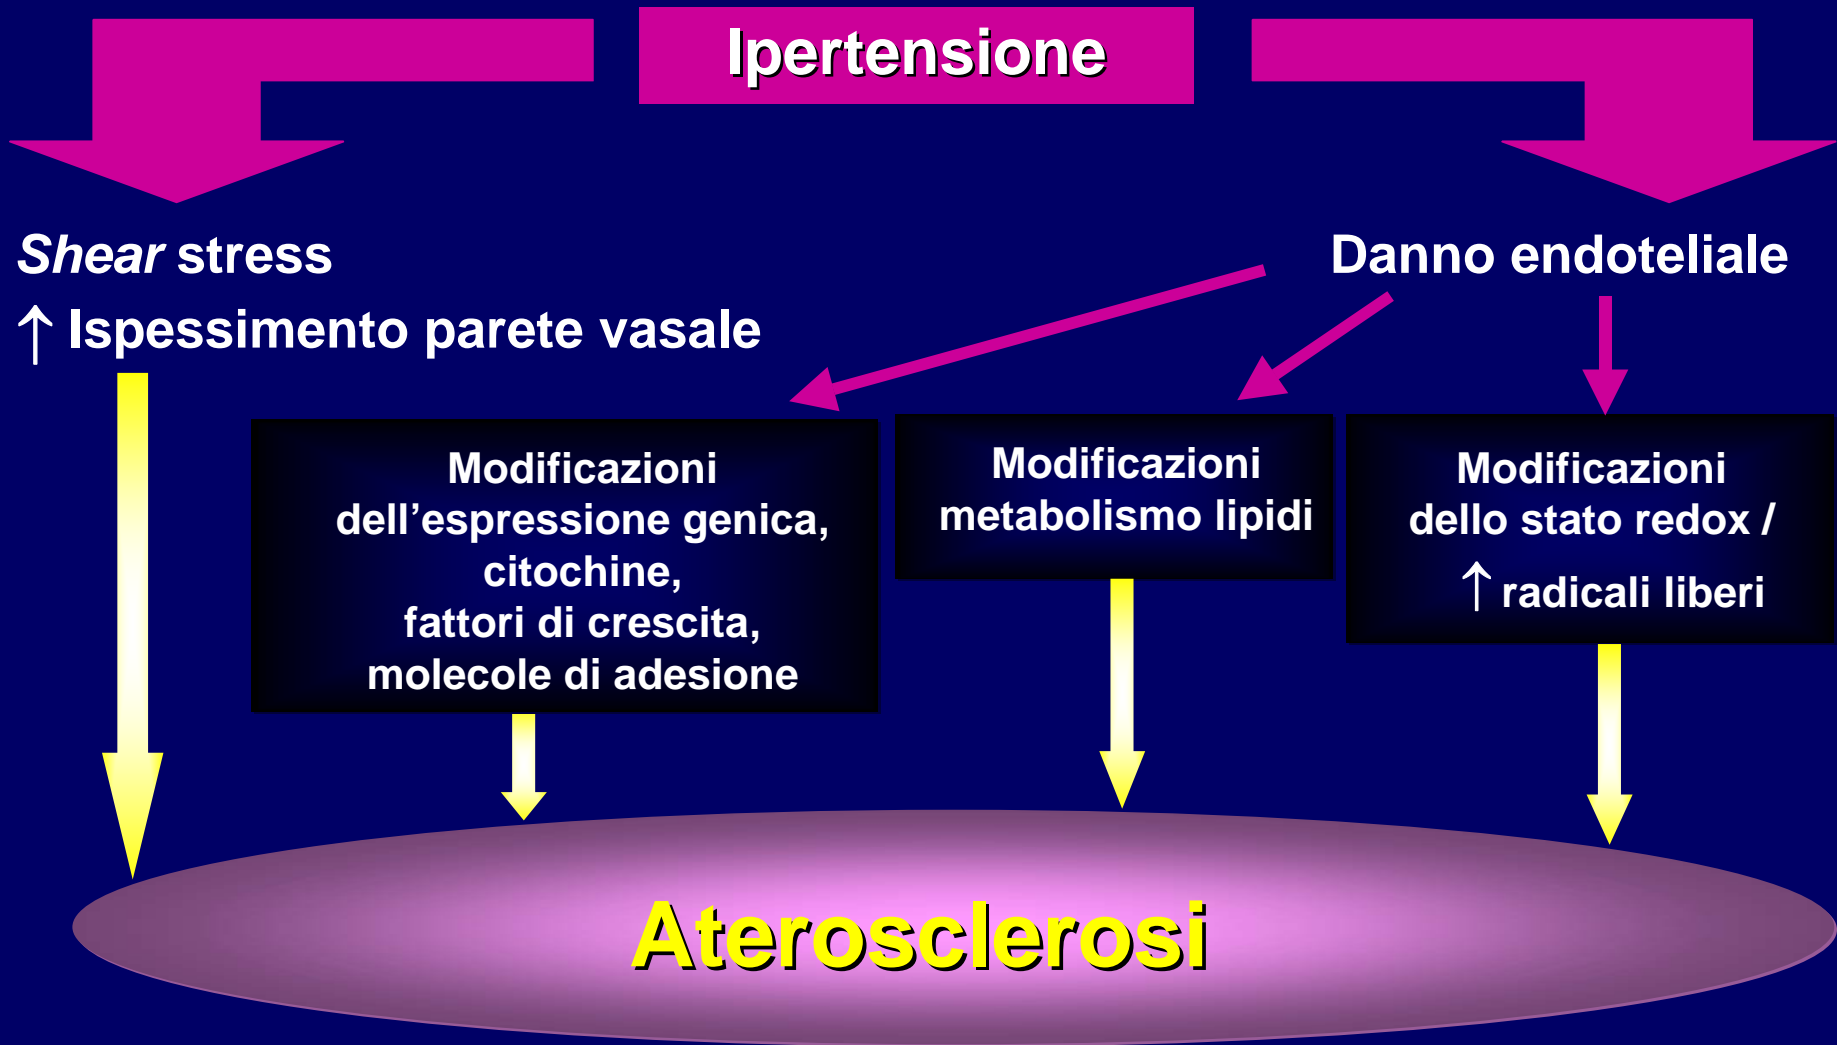 Ipertensione
Shear stress
↑ Ispessimento parete vasale
Danno endoteliale
Modificazioni
dell’espressione genica,
citochine,
fattori di crescita,
molecole di adesione
Modificazioni
metabolismo lipidi
Modificazioni
dello stato redox /
↑ radicali liberi
Aterosclerosi